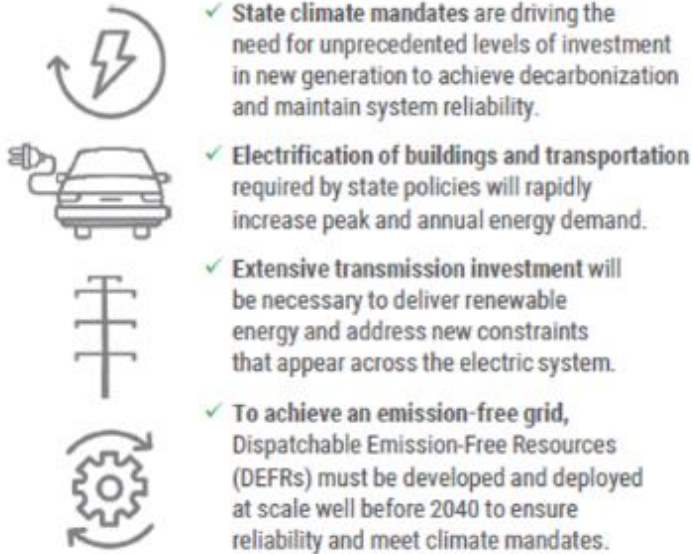 ✓ State climate mandates are driving the
need for unprecedented levels of investment
in new generation to achieve decarbonization
and maintain system reliability.
✓ Electrification of buildings and transportation
required by state policies will rapidly
increase peak and annual energy demand.
✓ Extensive transmission investment will
be necessary to deliver renewable
energy and address new constraints
that appear across the electric system.
✓ To achieve an emission-free grid,
Dispatchable Emission-Free Resources
(DEFRs) must be developed and deployed
at scale well before 2040 to ensure
reliability and meet climate mandates.